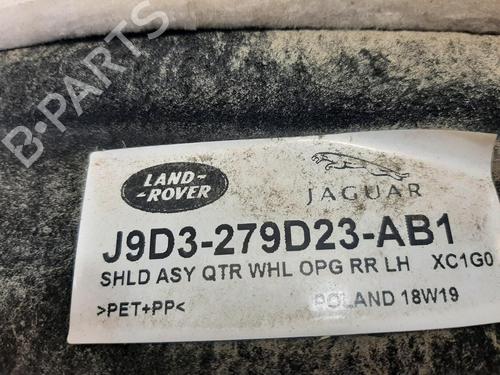 B-PARTS
LAND-
-ROVER
JAGUAR
J9D3-279D23-AB1
SHLD ASY QTR WHL OPG RR LH XC1G0
>PET+PP< POLAND 18W19